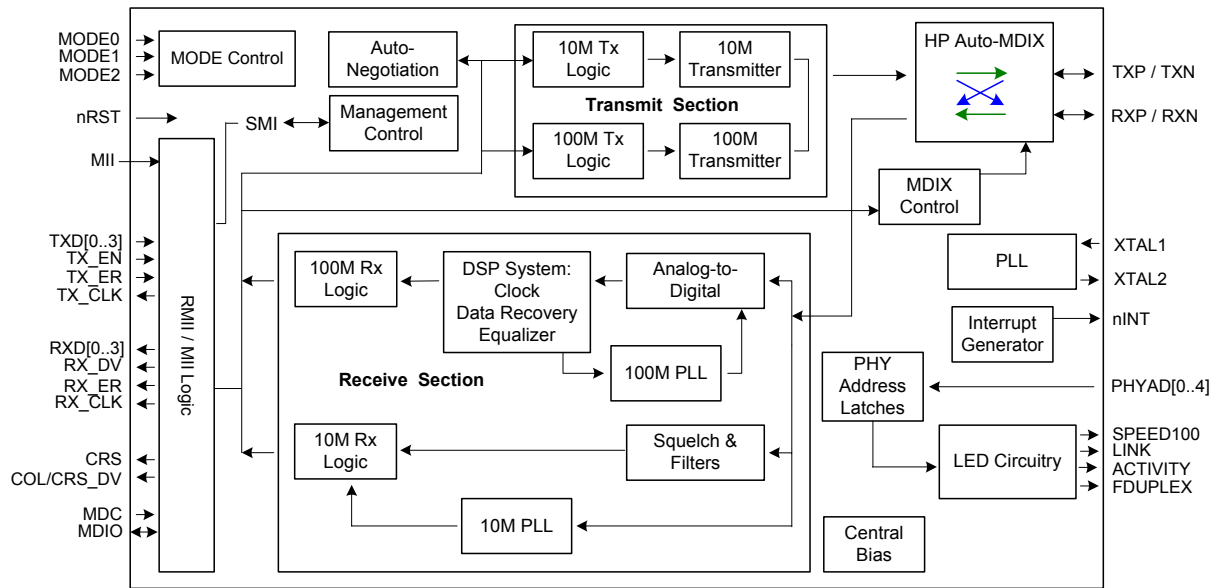 MODE0
MODE1
MODE2
MODE Control
nRST
MII
SMI
Auto-
Negotiation
Management
Control
10M Tx
Logic
10M
Transmitter
Transmit Section
100M Tx
Logic
100M
Transmitter
HP Auto-MDIX
TXP / TXN
RXP / RXN
MDIX
Control
TXD[0..3]
TX_EN
TX_ER
TX_CLK
RXD[0..3]
RX_DV
RX_ER
RX_CLK
CRS
COL/CRS_DV
MDC
MDIO
RMII / MII Logic
100M Rx
Logic
DSP System:
Clock
Data Recovery
Equalizer
Analog-to-
Digital
100M PLL
Receive Section
10M Rx
Logic
Squelch &
Filters
10M PLL
PLL
XTAL1
XTAL2
Interrupt
Generator
nINT
PHY
Address
Latches
PHYAD[0..4]
LED Circuitry
SPEED100
LINK
ACTIVITY
FDUPLEX
Central
Bias